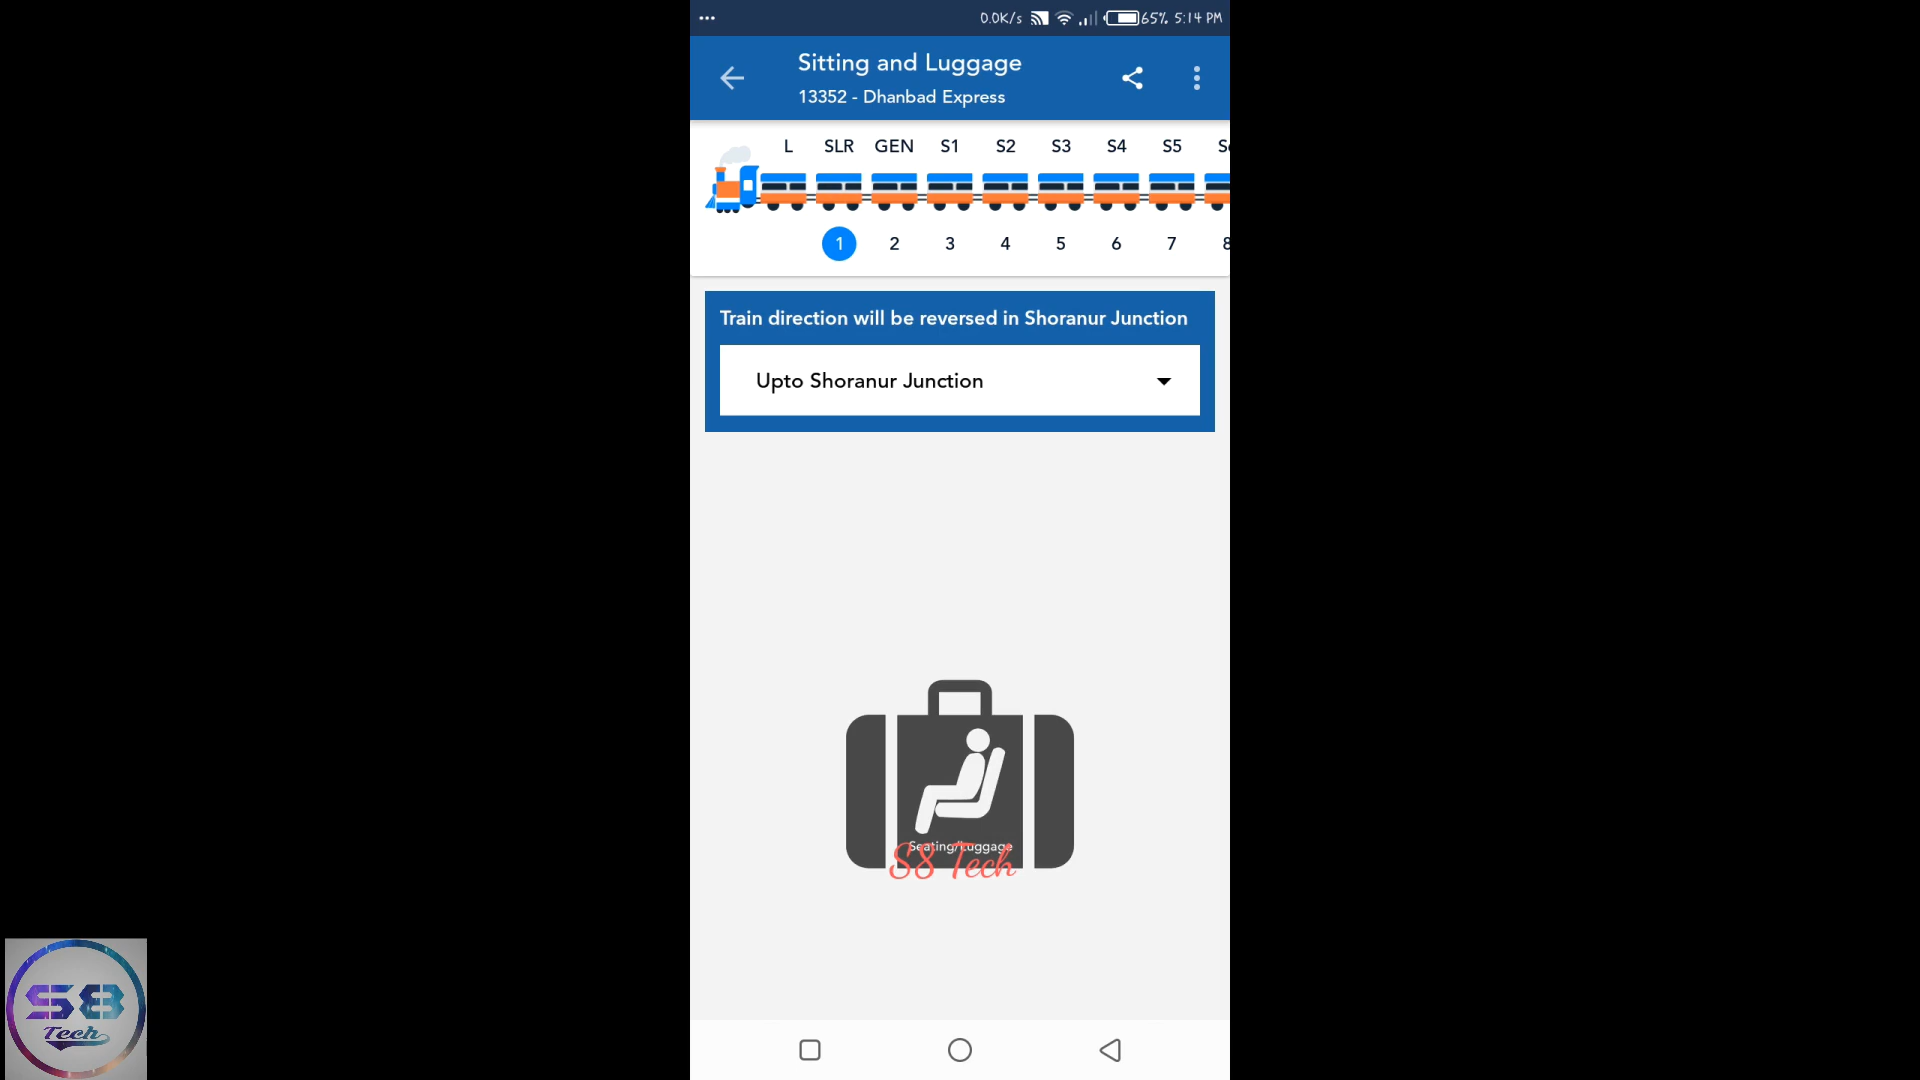 0.0K/s 65% 5:14 PM
Sitting and Luggage
13352 - Dhanbad Express
L SLR GEN S1 S2 S3 S4 S5
1 2 3 4 5 6 7 8
Train direction will be reversed in Shoranur Junction
Upto Shoranur Junction
Seating/Luggage
S8 Tech
S8
Tech